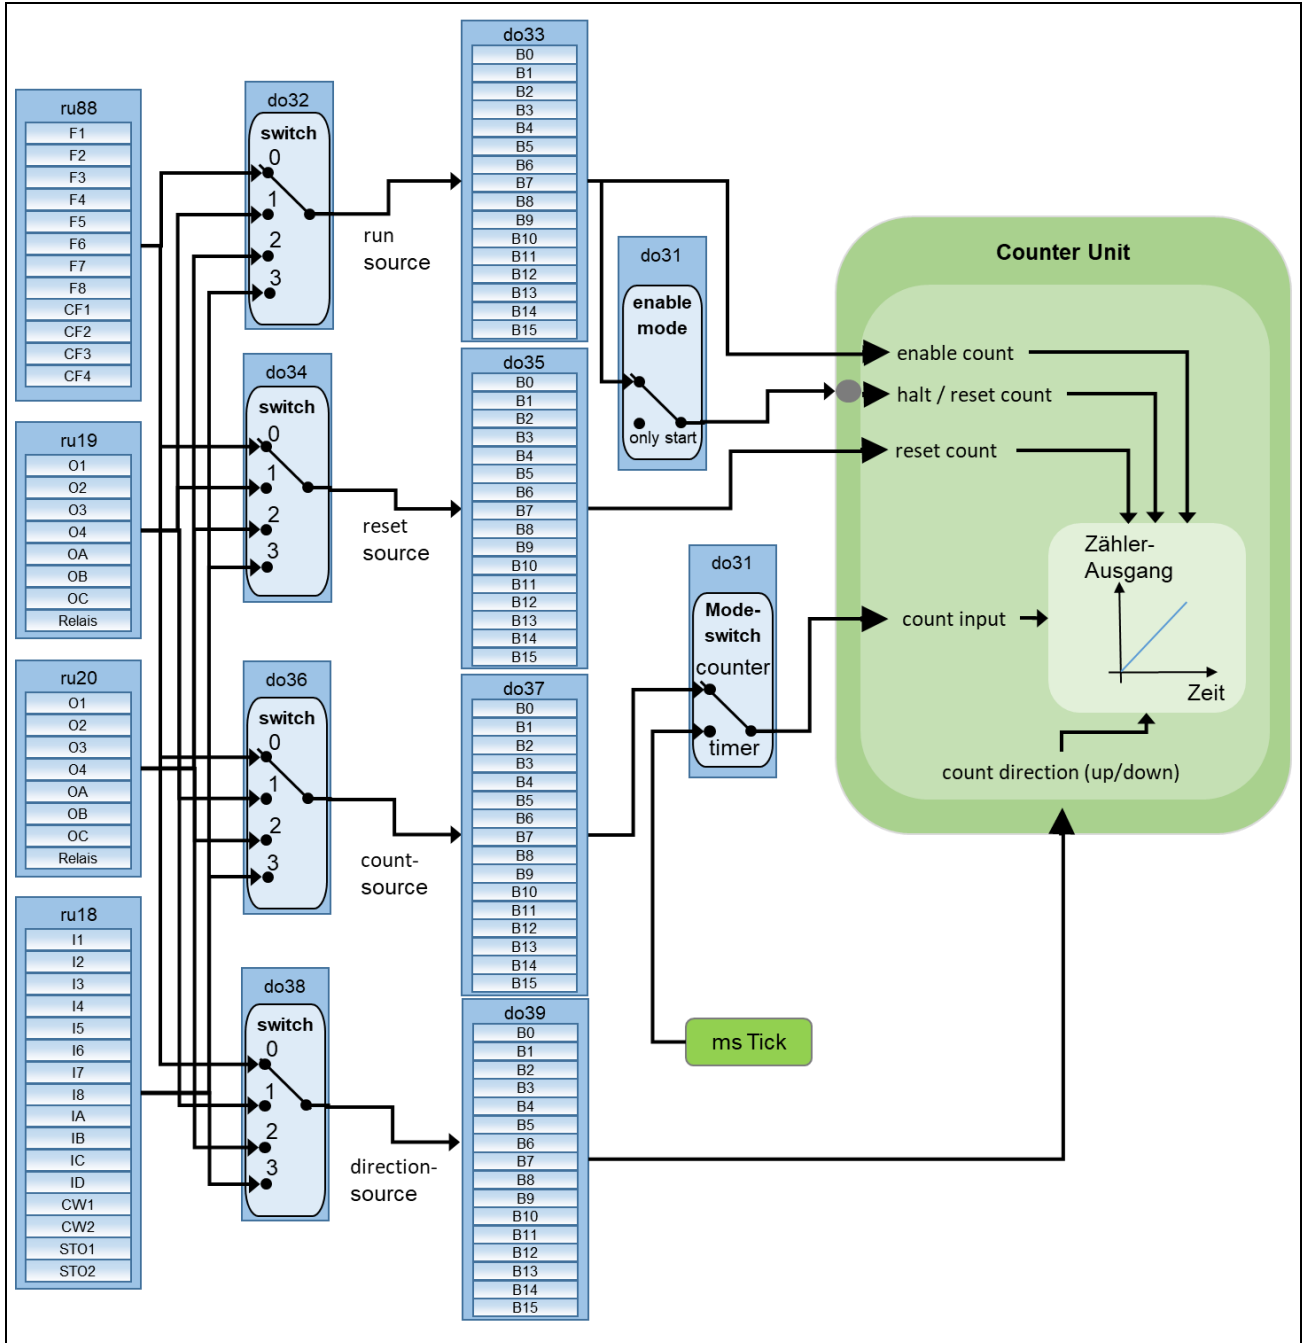 ru88
F1
F2
F3
F4
F5
F6
F7
F8
CF1
CF2
CF3
CF4
ru19
O1
O2
O3
O4
OA
OB
OC
Relais
ru20
O1
O2
O3
O4
OA
OB
OC
Relais
ru18
I1
I2
I3
I4
I5
I6
I7
I8
IA
IB
IC
ID
CW1
CW2
STO1
STO2
do32
switch
0
1
2
3
run
source
do34
switch
0
1
2
3
reset
source
do36
switch
0
1
2
3
count-
source
do38
switch
0
1
2
3
direction-
source
do33
B0
B1
B2
B3
B4
B5
B6
B7
B8
B9
B10
B11
B12
B13
B14
B15
do35
B0
B1
B2
B3
B4
B5
B6
B7
B8
B9
B10
B11
B12
B13
B14
B15
do37
B0
B1
B2
B3
B4
B5
B6
B7
B8
B9
B10
B11
B12
B13
B14
B15
do39
B0
B1
B2
B3
B4
B5
B6
B7
B8
B9
B10
B11
B12
B13
B14
B15
do31
enable
mode
only start
do31
Mode-
switch
counter
timer
ms Tick
Counter Unit
enable count
halt / reset count
reset count
count input
Zähler-
Ausgang
Zeit
count direction (up/down)